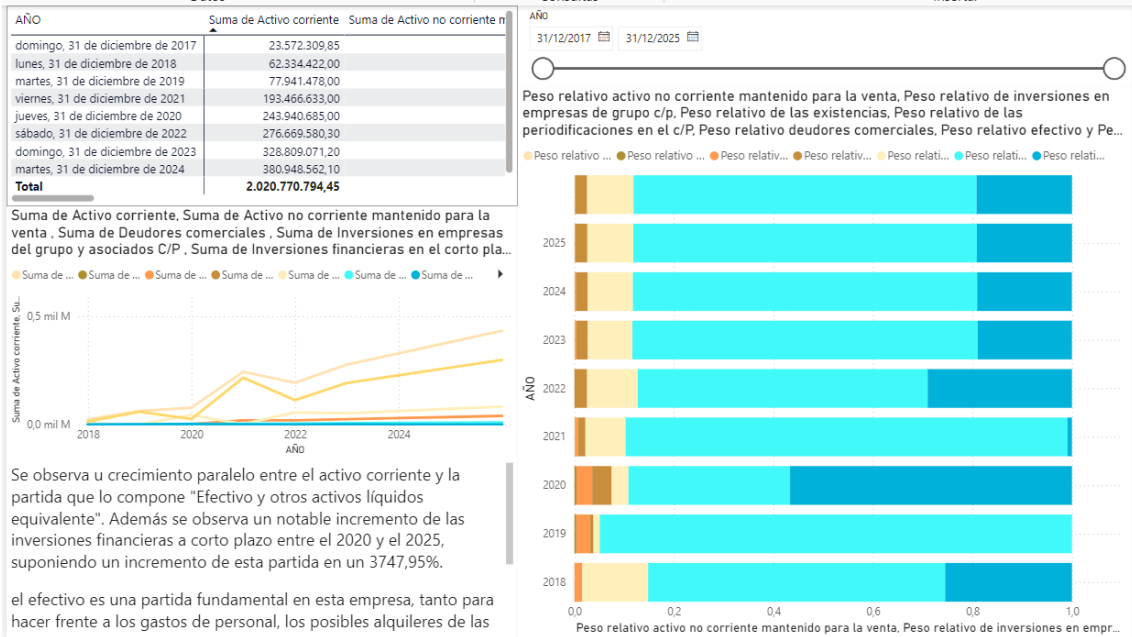 AÑO Suma de Activo corriente Suma de Activo no corriente m
domingo, 31 de diciembre de 2017 23.572.309,85
lunes, 31 de diciembre de 2018 62.334.422,00
martes, 31 de diciembre de 2019 77.941.478,00
viernes, 31 de diciembre de 2021 193.466.633,00
jueves, 31 de diciembre de 2020 243.940.685,00
sábado, 31 de diciembre de 2022 276.669.580,30
domingo, 31 de diciembre de 2023 328.809.071,20
martes, 31 de diciembre de 2024 380.948.562,10
Total 2.020.770.794,45
Suma de Activo corriente, Suma de Activo no corriente mantenido para la
venta , Suma de Deudores comerciales , Suma de Inversiones en empresas
del grupo y asociados C/P , Suma de Inversiones financieras en el corto pla...
Suma de ... Suma de ... Suma de ... Suma de ... Suma de ... Suma de ... Suma de ...
Suma de Activo corriente, Su...
0,5 mil M
0,0 mil M
2018 2020 2022 2024
AÑO
Se observa u crecimiento paralelo entre el activo corriente y la
partida que lo compone "Efectivo y otros activos líquidos
equivalente". Además se observa un notable incremento de las
inversiones financieras a corto plazo entre el 2020 y el 2025,
suponiendo un incremento de esta partida en un 3747,95%.
el efectivo es una partida fundamental en esta empresa, tanto para
hacer frente a los gastos de personal, los posibles alquileres de las
AÑO
31/12/2017 31/12/2025
Peso relativo activo no corriente mantenido para la venta, Peso relativo de inversiones en
empresas de grupo c/p, Peso relativo de las existencias, Peso relativo de las
periodificaciones en el c/P, Peso relativo deudores comerciales, Peso relativo efectivo y Pe...
Peso relativo ... Peso relativo ... Peso relativ... Peso relativ... Peso relati... Peso relati... Peso relati...
AÑO
2025
2024
2023
2022
2021
2020
2019
2018
0,0 0,2 0,4 0,6 0,8 1,0
Peso relativo activo no corriente mantenido para la venta, Peso relativo de inversiones en empr...